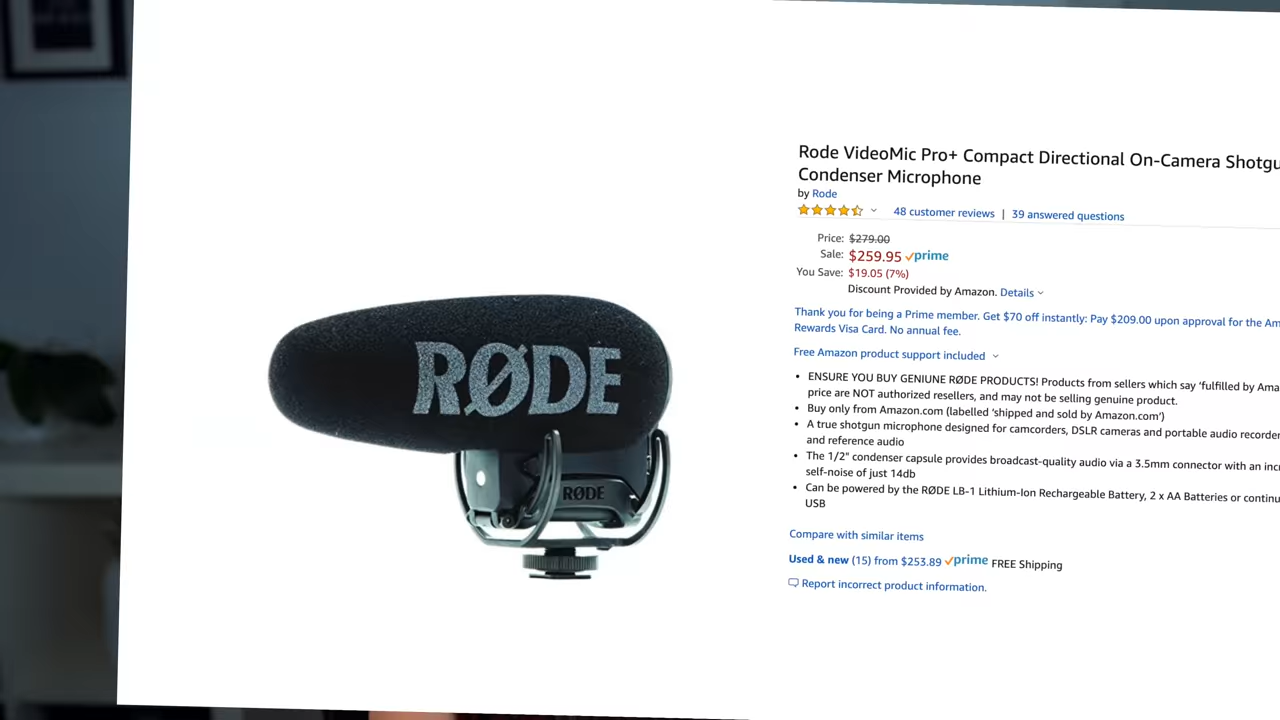 Rode VideoMic Pro+ Compact Directional On-Camera
Condenser Microphone
by Rode
48 customer reviews | 39 answered questions
Price: $279.00
Sale: $259.95 prime
You Save: $19.05 (7%)
Discount Provided by Amazon. Details
Thank you for being a Prime member. Get $70 off instantly: Pay $209.00 upon approval for the
Rewards Visa Card. No annual fee.
Free Amazon product support included
• ENSURE YOU BUY GENIUNE RØDE PRODUCTS! Products from sellers which say ‘fulfilled by
price are NOT authorized resellers, and may not be selling genuine product.
• Buy only from Amazon.com (labelled ‘shipped and sold by Amazon.com’)
• A true shotgun microphone designed for camcorders, DSLR cameras and portable audio
and reference audio
• The 1/2" condenser capsule provides broadcast-quality audio via a 3.5mm connector with an
self-noise of just 14db
• Can be powered by the RØDE LB-1 Lithium-Ion Rechargeable Battery, 2 x AA Batteries or
USB
Compare with similar items
Used & new (15) from $253.89 prime FREE Shipping
Report incorrect product information.
RØDE
RØDE